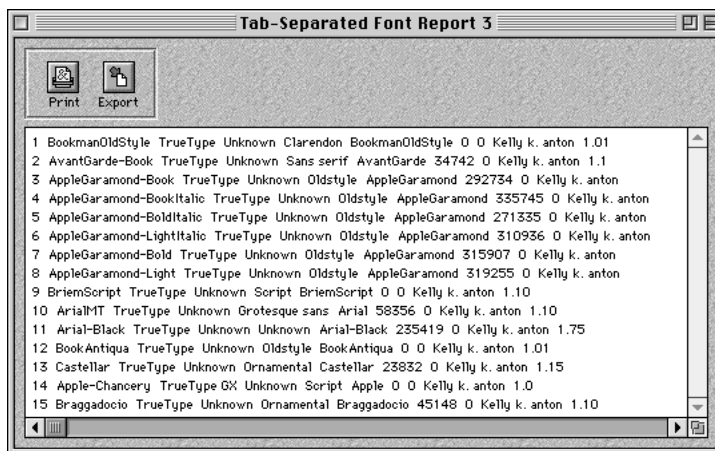 Tab-Separated Font Report 3
Print Export
1 BookmanOldStyle TrueType Unknown Clarendon BookmanOldStyle 0 0 Kelly k. anton 1.01
2 AvantGarde-Book TrueType Unknown Sans serif AvantGarde 34742 0 Kelly k. anton 1.1
3 AppleGaramond-Book TrueType Unknown Oldstyle AppleGaramond 292734 0 Kelly k. anton
4 AppleGaramond-BookItalic TrueType Unknown Oldstyle AppleGaramond 335745 0 Kelly k. anton
5 AppleGaramond-BoldItalic TrueType Unknown Oldstyle AppleGaramond 271335 0 Kelly k. anton
6 AppleGaramond-LightItalic TrueType Unknown Oldstyle AppleGaramond 310936 0 Kelly k. anton
7 AppleGaramond-Bold TrueType Unknown Oldstyle AppleGaramond 315907 0 Kelly k. anton
8 AppleGaramond-Light TrueType Unknown Oldstyle AppleGaramond 319255 0 Kelly k. anton
9 BriemScript TrueType Unknown Script BriemScript 0 0 Kelly k. anton 1.10
10 ArialMT TrueType Unknown Grotesque sans Arial 58356 0 Kelly k. anton 1.10
11 Arial-Black TrueType Unknown Unknown Arial-Black 235419 0 Kelly k. anton 1.75
12 BookAntiqua TrueType Unknown Oldstyle BookAntiqua 0 0 Kelly k. anton 1.01
13 Castellar TrueType Unknown Ornamental Castellar 23832 0 Kelly k. anton 1.15
14 Apple-Chancery TrueType GX Unknown Script Apple 0 0 Kelly k. anton 1.0
15 Braggadocio TrueType Unknown Ornamental Braggadocio 45148 0 Kelly k. anton 1.10